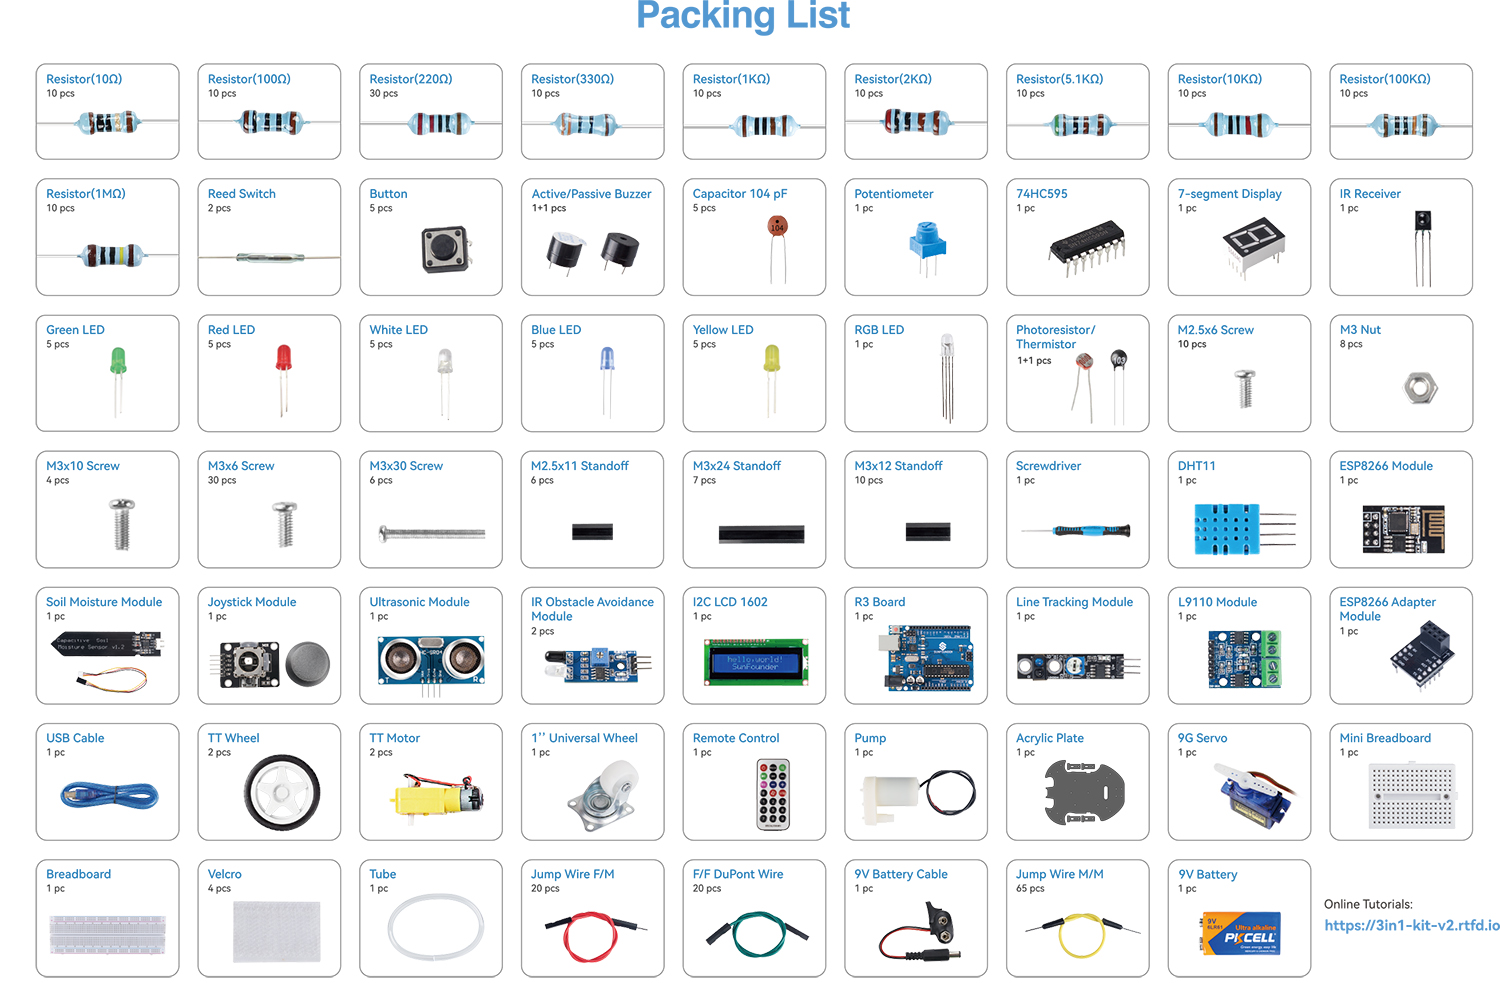 Packing List
Resistor(10Ω)
10 pcs
Resistor(100Ω)
10 pcs
Resistor(220Ω)
30 pcs
Resistor(330Ω)
10 pcs
Resistor(1KΩ)
10 pcs
Resistor(2KΩ)
10 pcs
Resistor(5.1KΩ)
10 pcs
Resistor(10KΩ)
10 pcs
Resistor(100KΩ)
10 pcs
Resistor(1MΩ)
10 pcs
Reed Switch
2 pcs
Button
5 pcs
Active/Passive Buzzer
1+1 pcs
Capacitor 104 pF
5 pcs
104
Potentiometer
1 pc
74HC595
1 pc
7-segment Display
1 pc
IR Receiver
1 pc
Green LED
5 pcs
Red LED
5 pcs
White LED
5 pcs
Blue LED
5 pcs
Yellow LED
5 pcs
RGB LED
1 pc
Photoresistor/
Thermistor
1+1 pcs
103
M2.5x6 Screw
10 pcs
M3 Nut
8 pcs
M3x10 Screw
4 pcs
M3x6 Screw
30 pcs
M3x30 Screw
6 pcs
M2.5x11 Standoff
6 pcs
M3x24 Standoff
7 pcs
M3x12 Standoff
10 pcs
Screwdriver
1 pc
DHT11
1 pc
ESP8266 Module
1 pc
Soil Moisture Module
1 pc
Capacitive Soil
Moisture Sensor v1.2
Joystick Module
1 pc
Ultrasonic Module
1 pc
HC-SR04
T
R
IR Obstacle Avoidance
Module
2 pcs
I2C LCD 1602
1 pc
hello,world!
SunFounder
R3 Board
1 pc
Line Tracking Module
1 pc
L9110 Module
1 pc
ESP8266 Adapter
Module
1 pc
USB Cable
1 pc
TT Wheel
2 pcs
TT Motor
2 pcs
1’’ Universal Wheel
1 pc
Remote Control
1 pc
Pump
1 pc
Acrylic Plate
1 pc
9G Servo
1 pc
Mini Breadboard
1 pc
Breadboard
1 pc
Velcro
4 pcs
Tube
1 pc
Jump Wire F/M
20 pcs
F/F DuPont Wire
20 pcs
9V Battery Cable
1 pc
Jump Wire M/M
65 pcs
9V Battery
1 pc
9V
6LR61
Ultra alkaline
PKCELL
Online Tutorials:
https://3in1-kit-v2.rtfd.io